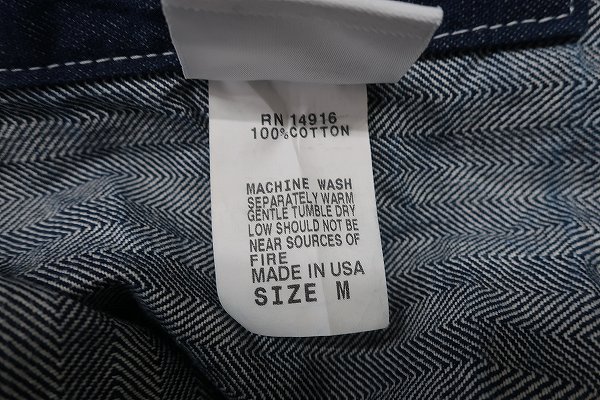 RN 14916
100%COTTON
MACHINE WASH
SEPARATELY WARM
GENTLE TUMBLE DRY
LOW SHOULD NOT BE
NEAR SOURCES OF
FIRE
MADE IN USA
SIZE M